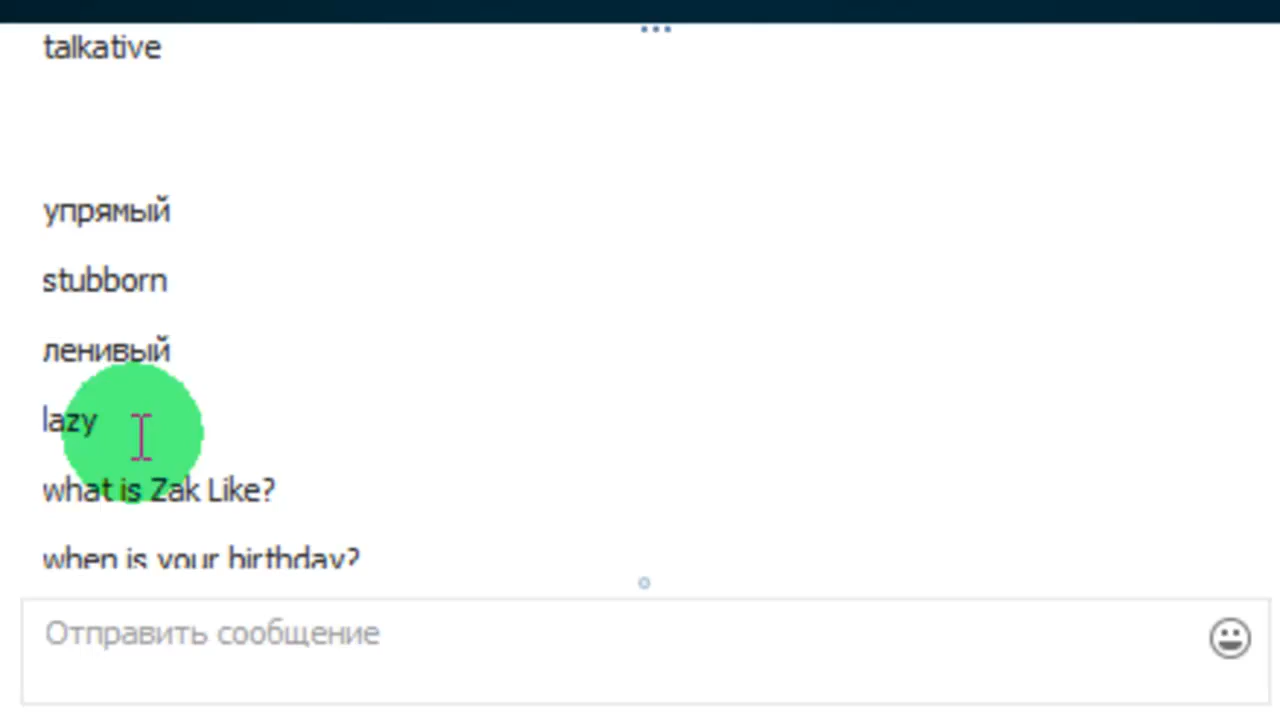 talkative
упрямый
stubborn
ленивый
lazy
what is Zak Like?
when is your birthday?
Отправить сообщение